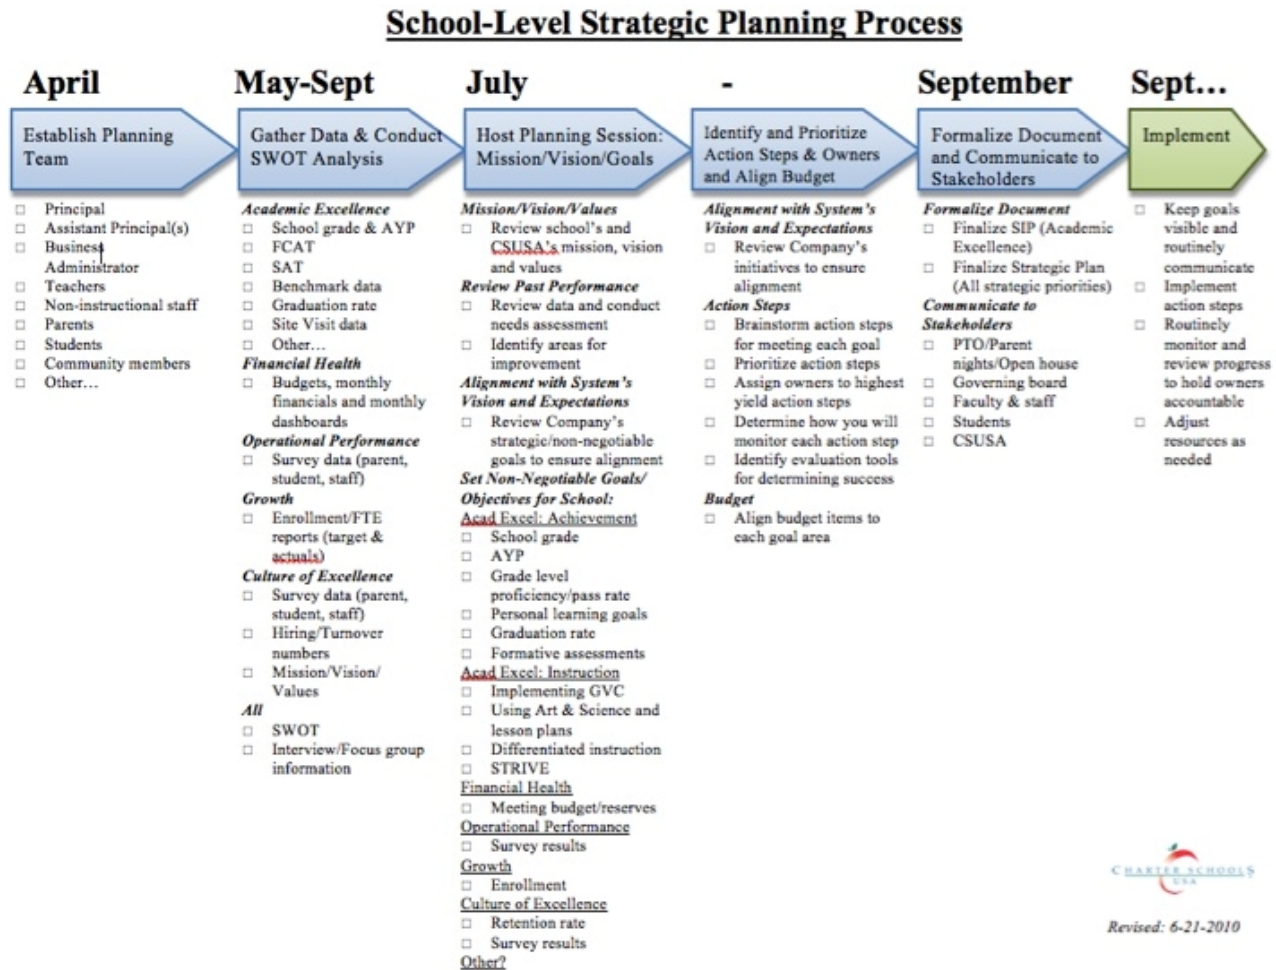 School-Level Strategic Planning Process
April
Establish Planning
Team
□ Principal
□ Assistant Principal(s)
□ Business
Administrator
□ Teachers
□ Non-instructional staff
□ Parents
□ Students
□ Community members
□ Other…
May-Sept
Gather Data & Conduct
SWOT Analysis
Academic Excellence
□ School grade & AYP
□ FCAT
□ SAT
□ Benchmark data
□ Graduation rate
□ Site Visit data
□ Other…
Financial Health
□ Budgets, monthly
financials and monthly
dashboards
Operational Performance
□ Survey data (parent,
student, staff)
Growth
□ Enrollment/FTE
reports (target &
actuals)
Culture of Excellence
□ Survey data (parent,
student, staff)
□ Hiring/Turnover
numbers
□ Mission/Vision/
Values
All
□ SWOT
□ Interview/Focus group
information
July
Host Planning Session:
Mission/Vision/Goals
Mission/Vision/Values
□ Review school's and
CSUSA's mission, vision
and values
Review Past Performance
□ Review data and conduct
needs assessment
□ Identify areas for
improvement
Alignment with System's
Vision and Expectations
□ Review Company's
strategic/non-negotiable
goals to ensure alignment
Set Non-Negotiable Goals/
Objectives for School:
Acad Excel: Achievement
□ School grade
□ AYP
□ Grade level
proficiency/pass rate
□ Personal learning goals
□ Graduation rate
□ Formative assessments
Acad Excel: Instruction
□ Implementing GVC
□ Using Art & Science and
lesson plans
□ Differentiated instruction
□ STRIVE
Financial Health
□ Meeting budget/reserves
Operational Performance
□ Survey results
Growth
□ Enrollment
Culture of Excellence
□ Retention rate
□ Survey results
Other?
-
Identify and Prioritize
Action Steps & Owners
and Align Budget
Alignment with System's
Vision and Expectations
□ Review Company's
initiatives to ensure
alignment
Action Steps
□ Brainstorm action steps
for meeting each goal
□ Prioritize action steps
□ Assign owners to highest
yield action steps
□ Determine how you will
monitor each action step
□ Identify evaluation tools
for determining success
Budget
□ Align budget items to
each goal area
September
Formalize Document
and Communicate to
Stakeholders
Formalize Document
□ Finalize SIP (Academic
Excellence)
□ Finalize Strategic Plan
(All strategic priorities)
Communicate to
Stakeholders
□ PTO/Parent
nights/Open house
□ Governing board
□ Faculty & staff
□ Students
□ CSUSA
Sept…
Implement
□ Keep goals
visible and
routinely
communicate
□ Implement
action steps
□ Routinely
monitor and
review progress
to hold owners
accountable
□ Adjust
resources as
needed
CHARTER SCHOOLS
USA
Revised: 6-21-2010